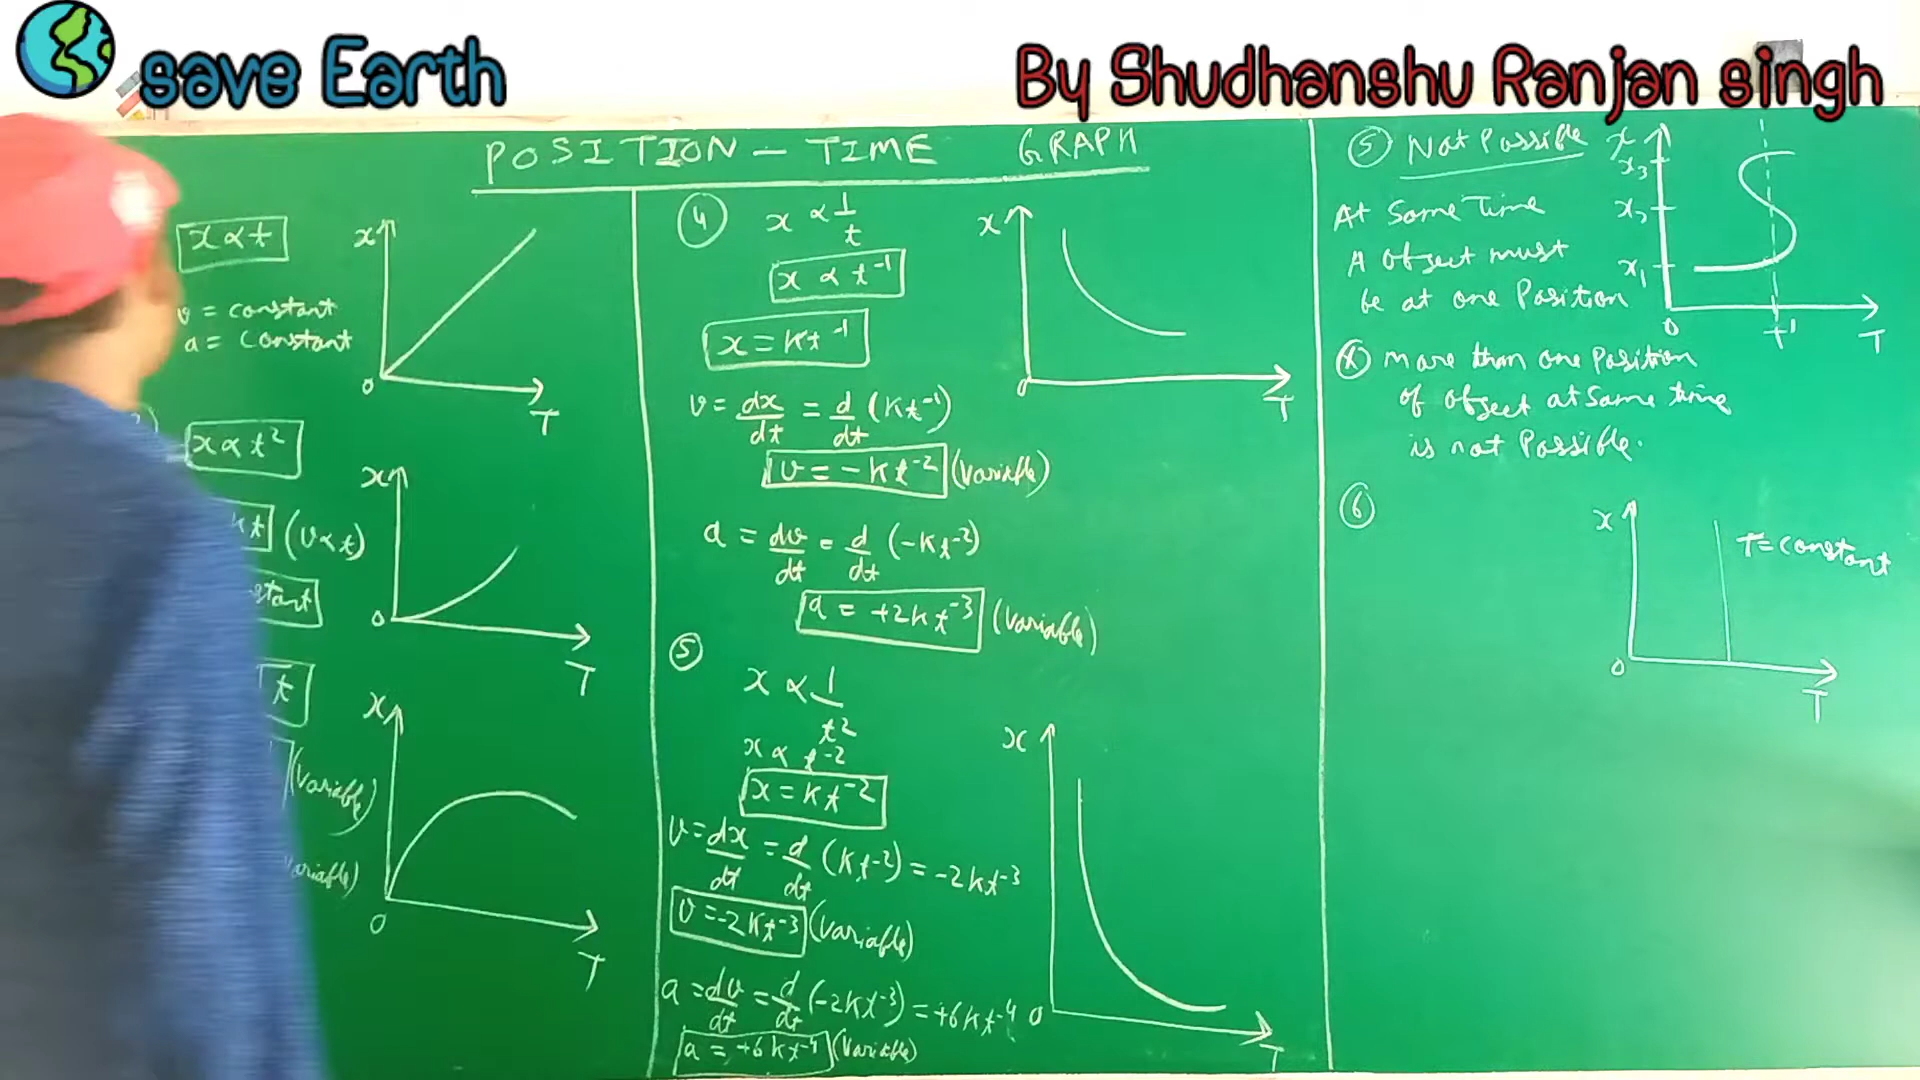 save Earth
By Shudhanshu Ranjan singh
POSITION - TIME GRAPH
x ∝ t
v = constant
a = constant
x
0
T
x ∝ t²
kt (v∝t)
stant
x
0
T
t
(variable)
variable)
x
0
T
④
x ∝ 1/t
x ∝ t⁻¹
x = Kt⁻¹
v = dx/dt = d/dt (Kt⁻¹)
v = -Kt⁻² (variable)
a = dv/dt = d/dt (-Kt⁻²)
a = +2Kt⁻³ (variable)
x
0
T
⑤
x ∝ 1/t²
x ∝ t⁻²
x = Kt⁻²
v = dx/dt = d/dt (Kt⁻²) = -2Kt⁻³
v = -2Kt⁻³ (variable)
a = dv/dt = d/dt (-2Kt⁻³) = +6Kt⁻⁴
a = +6Kt⁻⁴ (variable)
x
0
T
⑤ Not Possible
At Same Time
A object must
be at one Position
x
x₃
x₂
x₁
0
t¹
T
more than one position
of object at same time
is not Possible.
⑥
x
T = constant
0
T